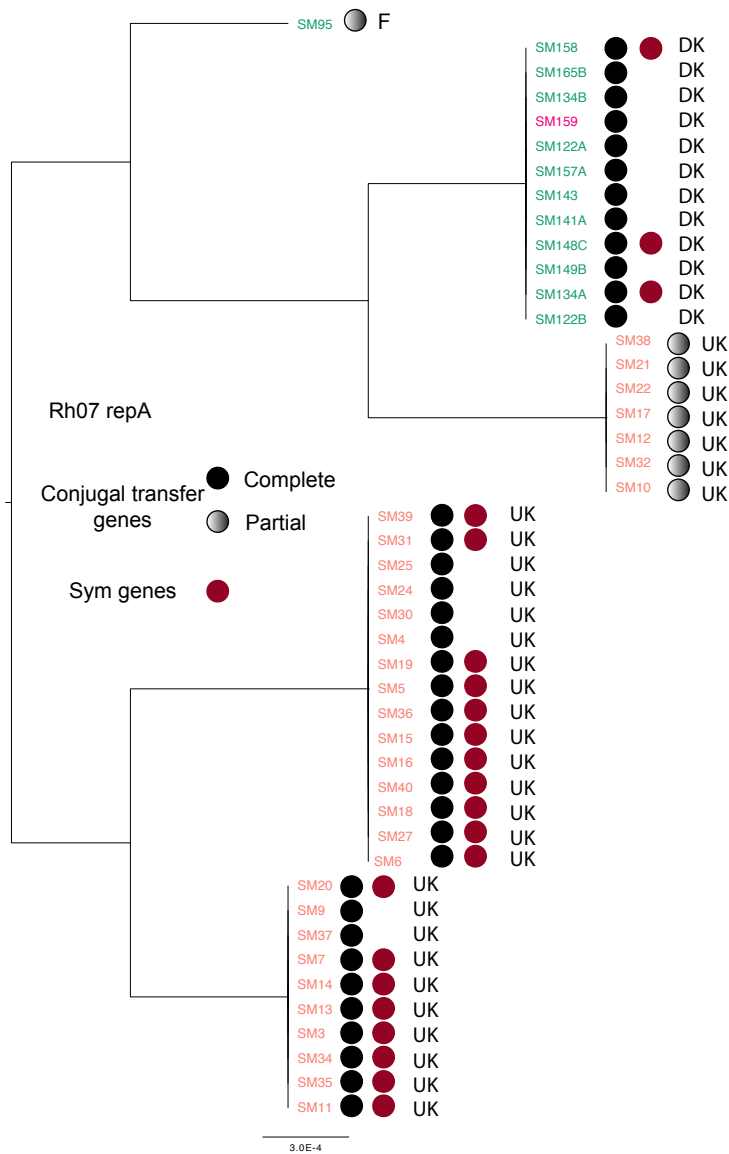 SM95 F
SM158 DK
SM165B DK
SM134B DK
SM159 DK
SM122A DK
SM157A DK
SM143 DK
SM141A DK
SM148C DK
SM149B DK
SM134A DK
SM122B DK
SM38 UK
SM21 UK
SM22 UK
SM17 UK
SM12 UK
SM32 UK
SM10 UK
Rh07 repA
Conjugal transfer
genes
Complete
Partial
Sym genes
SM39 UK
SM31 UK
SM25 UK
SM24 UK
SM30 UK
SM4 UK
SM19 UK
SM5 UK
SM36 UK
SM15 UK
SM16 UK
SM40 UK
SM18 UK
SM27 UK
SM6 UK
SM20 UK
SM9 UK
SM37 UK
SM7 UK
SM14 UK
SM13 UK
SM3 UK
SM34 UK
SM35 UK
SM11 UK
3.0E-4